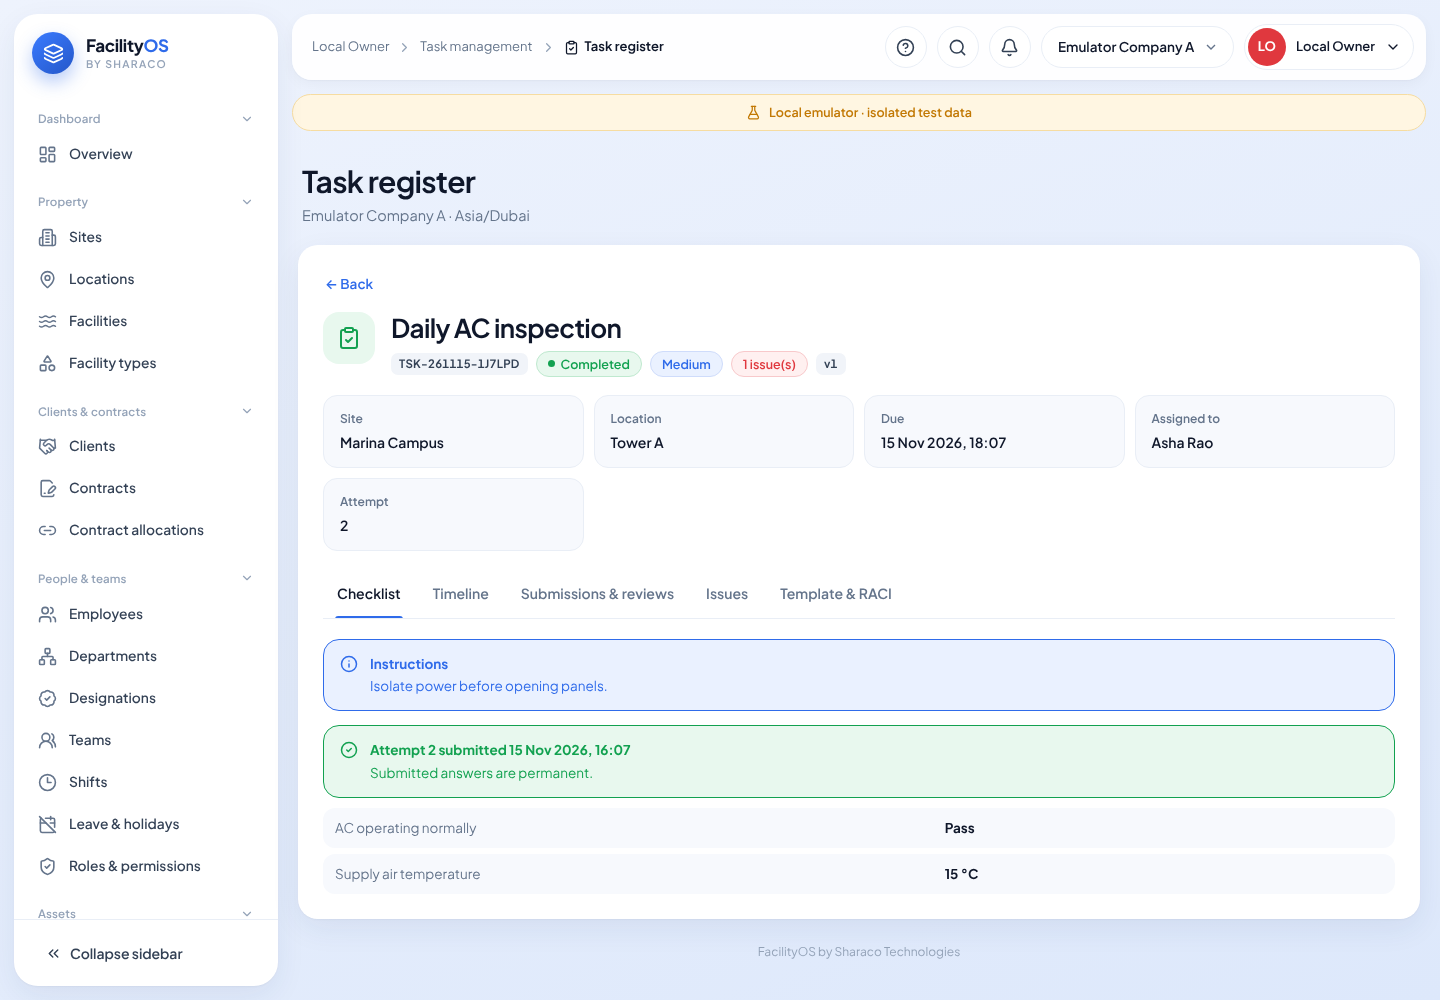 FacilityOS
BY SHARACO
Dashboard
Overview
Property
Sites
Locations
Facilities
Facility types
Clients & contracts
Clients
Contracts
Contract allocations
People & teams
Employees
Departments
Designations
Teams
Shifts
Leave & holidays
Roles & permissions
Assets
Collapse sidebar
Local Owner
Task management
Task register
Emulator Company A
LO
Local Owner
Local emulator · isolated test data
Task register
Emulator Company A · Asia/Dubai
← Back
Daily AC inspection
TSK-261115-1J7LPD
Completed
Medium
1 issue(s)
v1
Site
Marina Campus
Location
Tower A
Due
15 Nov 2026, 18:07
Assigned to
Asha Rao
Attempt
2
Checklist
Timeline
Submissions & reviews
Issues
Template & RACI
Instructions
Isolate power before opening panels.
Attempt 2 submitted 15 Nov 2026, 16:07
Submitted answers are permanent.
AC operating normally
Pass
Supply air temperature
15 °C
FacilityOS by Sharaco Technologies